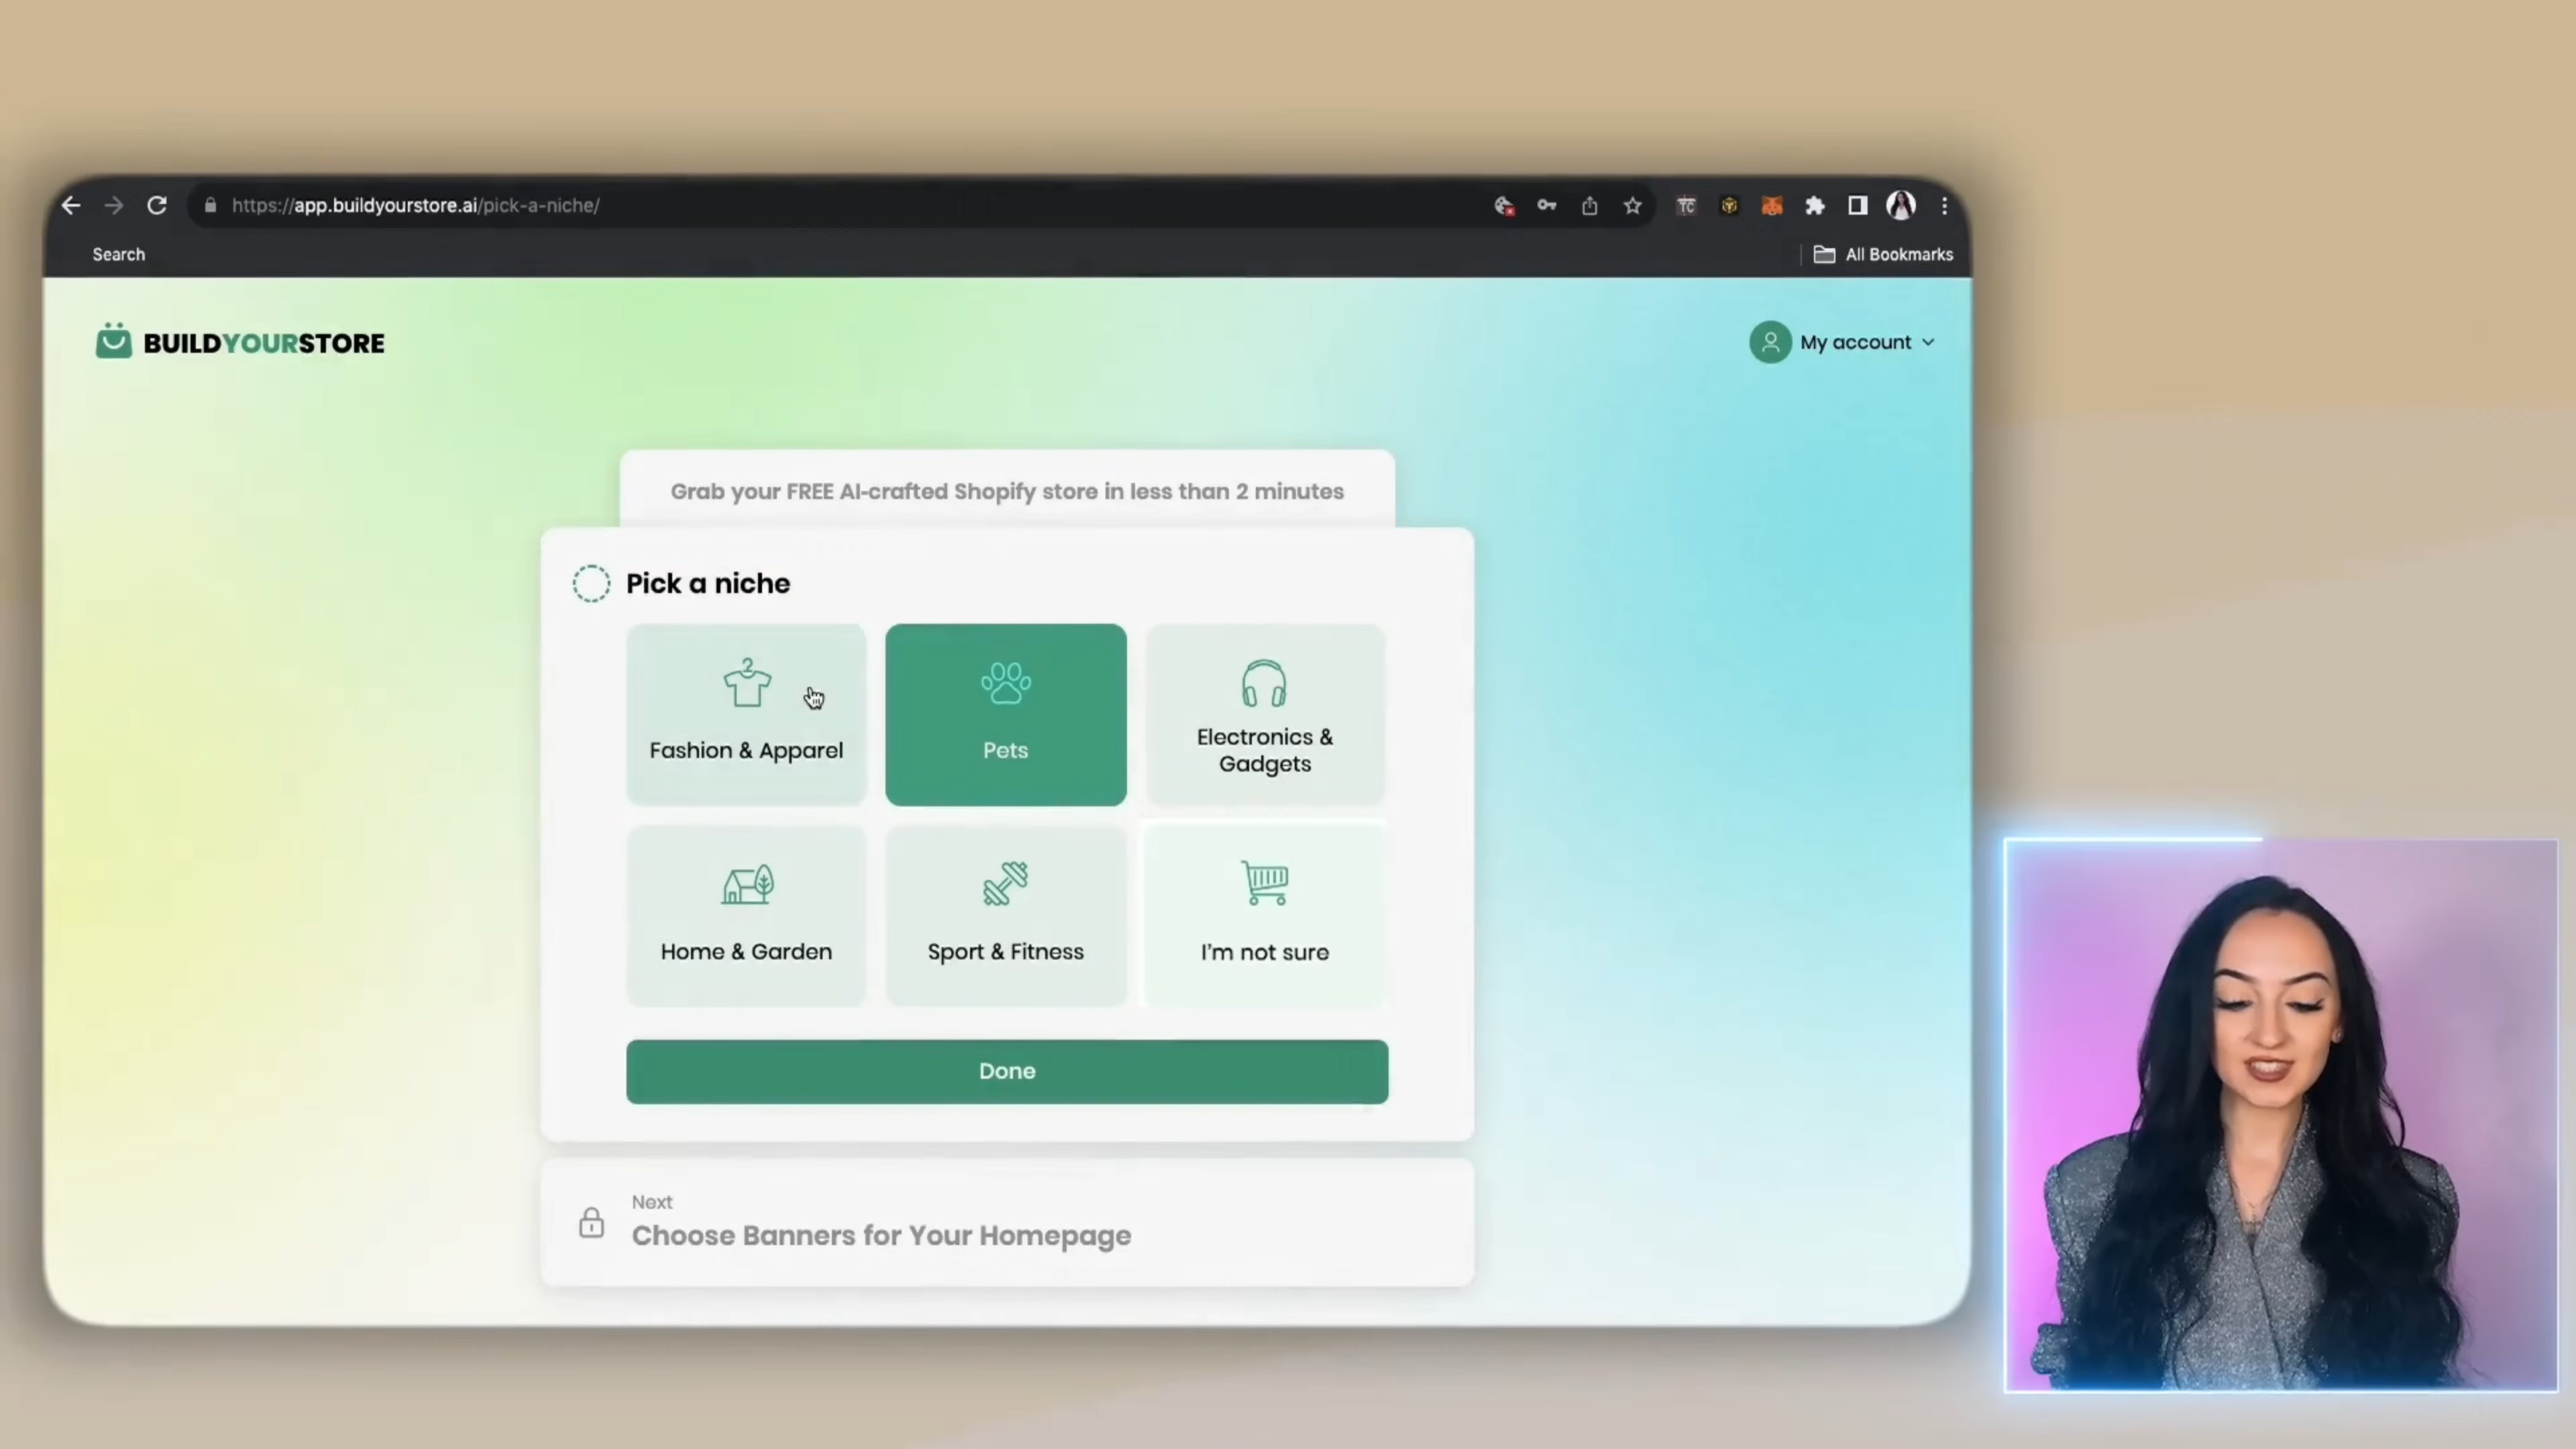 https://app.buildyourstore.ai/pick-a-niche/
TC
Search
All Bookmarks
BUILDYOURSTORE
My account
Grab your FREE AI-crafted Shopify store in less than 2 minutes
Pick a niche
Fashion & Apparel
Pets
Electronics &
Gadgets
Home & Garden
Sport & Fitness
I'm not sure
Done
Next
Choose Banners for Your Homepage